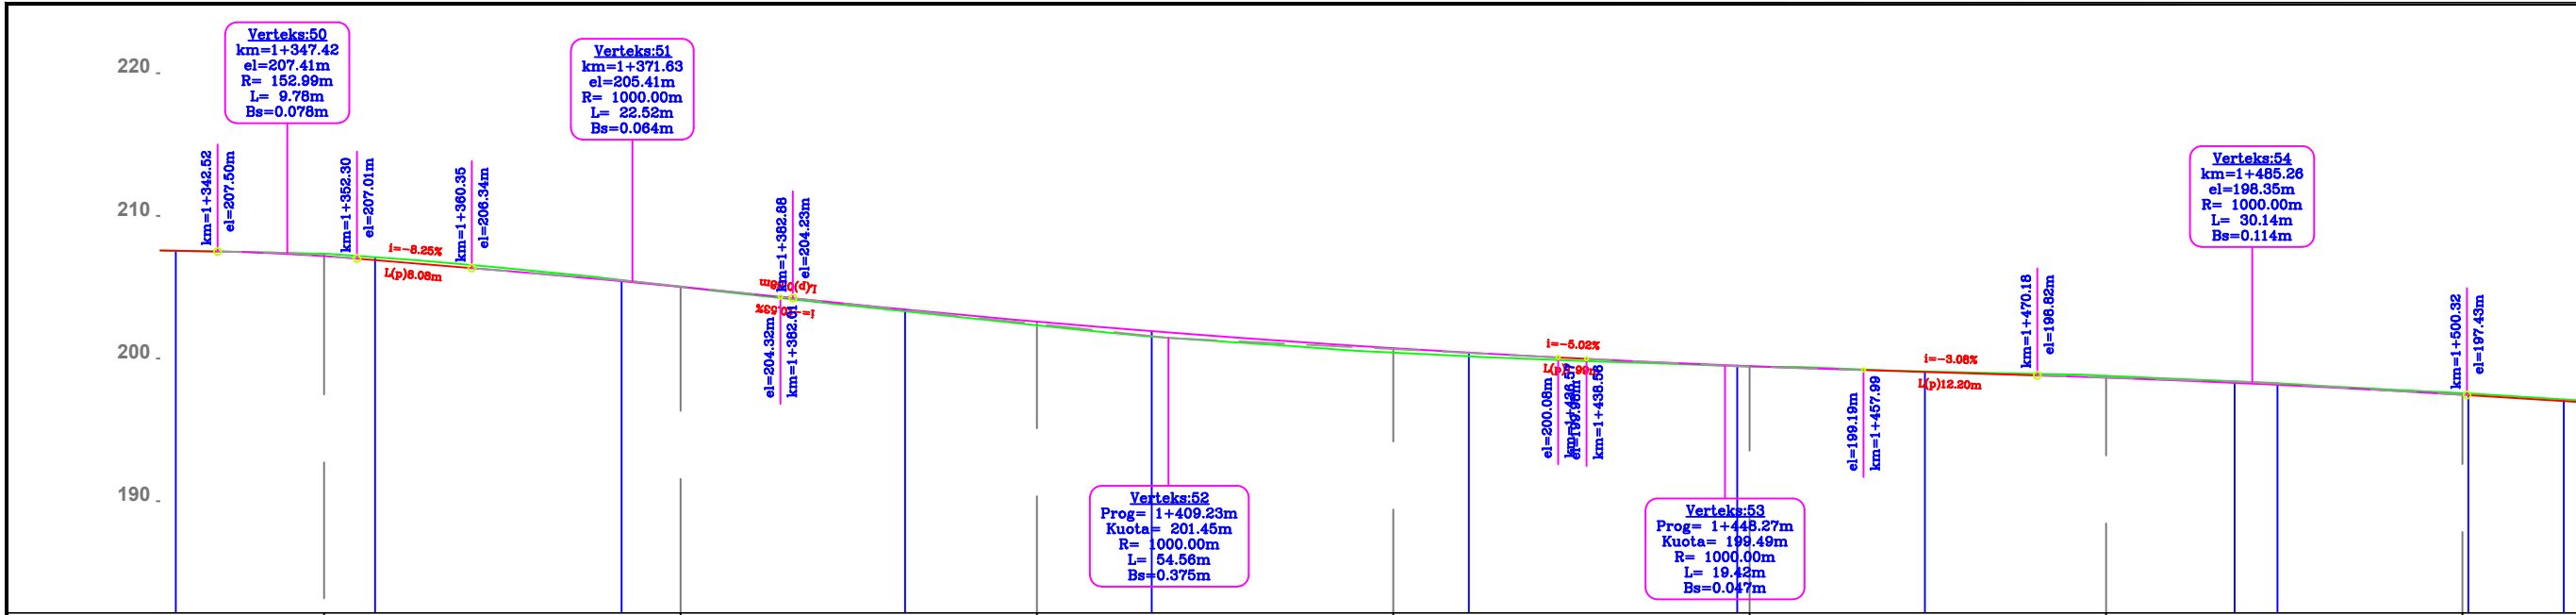 220
210
200
190
Verteks:50
km=1+347.42
el=207.41m
R= 152.99m
L= 9.78m
Bs=0.078m
Verteks:51
km=1+371.63
el=205.41m
R= 1000.00m
L= 22.52m
Bs=0.064m
km=1+342.52
el=207.50m
km=1+352.30
el=207.01m
i=-8.25%
L(p)8.08m
km=1+360.35
el=206.34m
km=1+382.88
el=204.23m
el=204.32m
km=1+382.01
Verteks:52
Prog= 1+409.23m
Kuota= 201.45m
R= 1000.00m
L= 54.56m
Bs=0.375m
i=-5.02%
el=200.08m
km=1+438.56
Verteks:53
Prog= 1+448.27m
Kuota= 199.49m
R= 1000.00m
L= 19.42m
Bs=0.047m
el=199.19m
km=1+457.99
i=-3.08%
L(p)12.20m
km=1+470.18
el=198.82m
Verteks:54
km=1+485.26
el=198.35m
R= 1000.00m
L= 30.14m
Bs=0.114m
km=1+500.32
el=197.43m